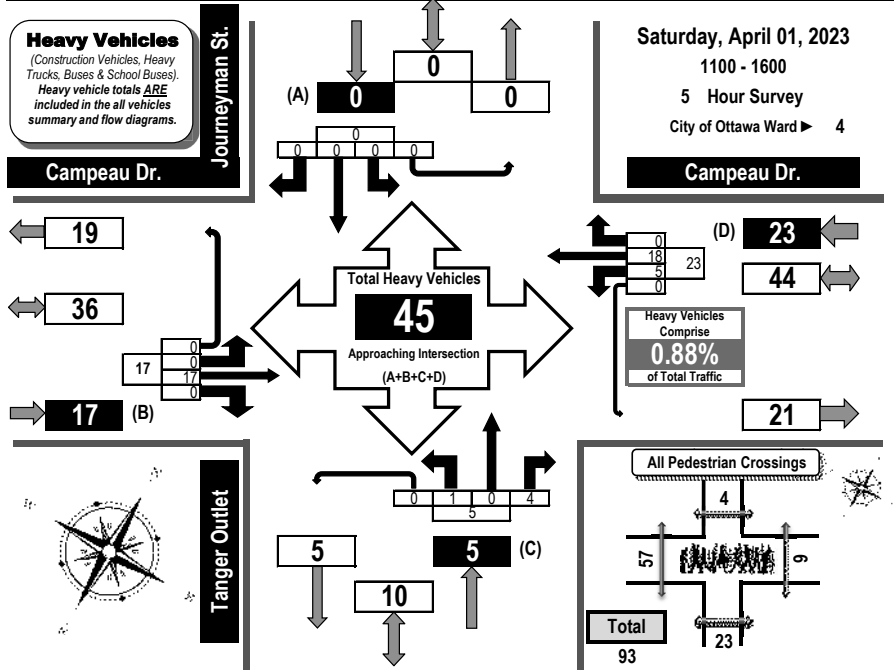 Heavy Vehicles
(Construction Vehicles, Heavy
Trucks, Buses & School Buses).
Heavy vehicle totals ARE
included in the all vehicles
summary and flow diagrams.
Journeyman St.
Campeau Dr.
(A)
0
0
0
0
0
0
0
0
Saturday, April 01, 2023
1100 - 1600
5 Hour Survey
City of Ottawa Ward ► 4
Campeau Dr.
19
36
17
0
0
17
0
17
(B)
Total Heavy Vehicles
45
Approaching Intersection
(A+B+C+D)
0
18
5
0
23
(D)
23
44
Heavy Vehicles
Comprise
0.88%
of Total Traffic
21
Tanger Outlet
0
1
0
4
5
5
5
(C)
10
All Pedestrian Crossings
4
57
9
23
Total
93